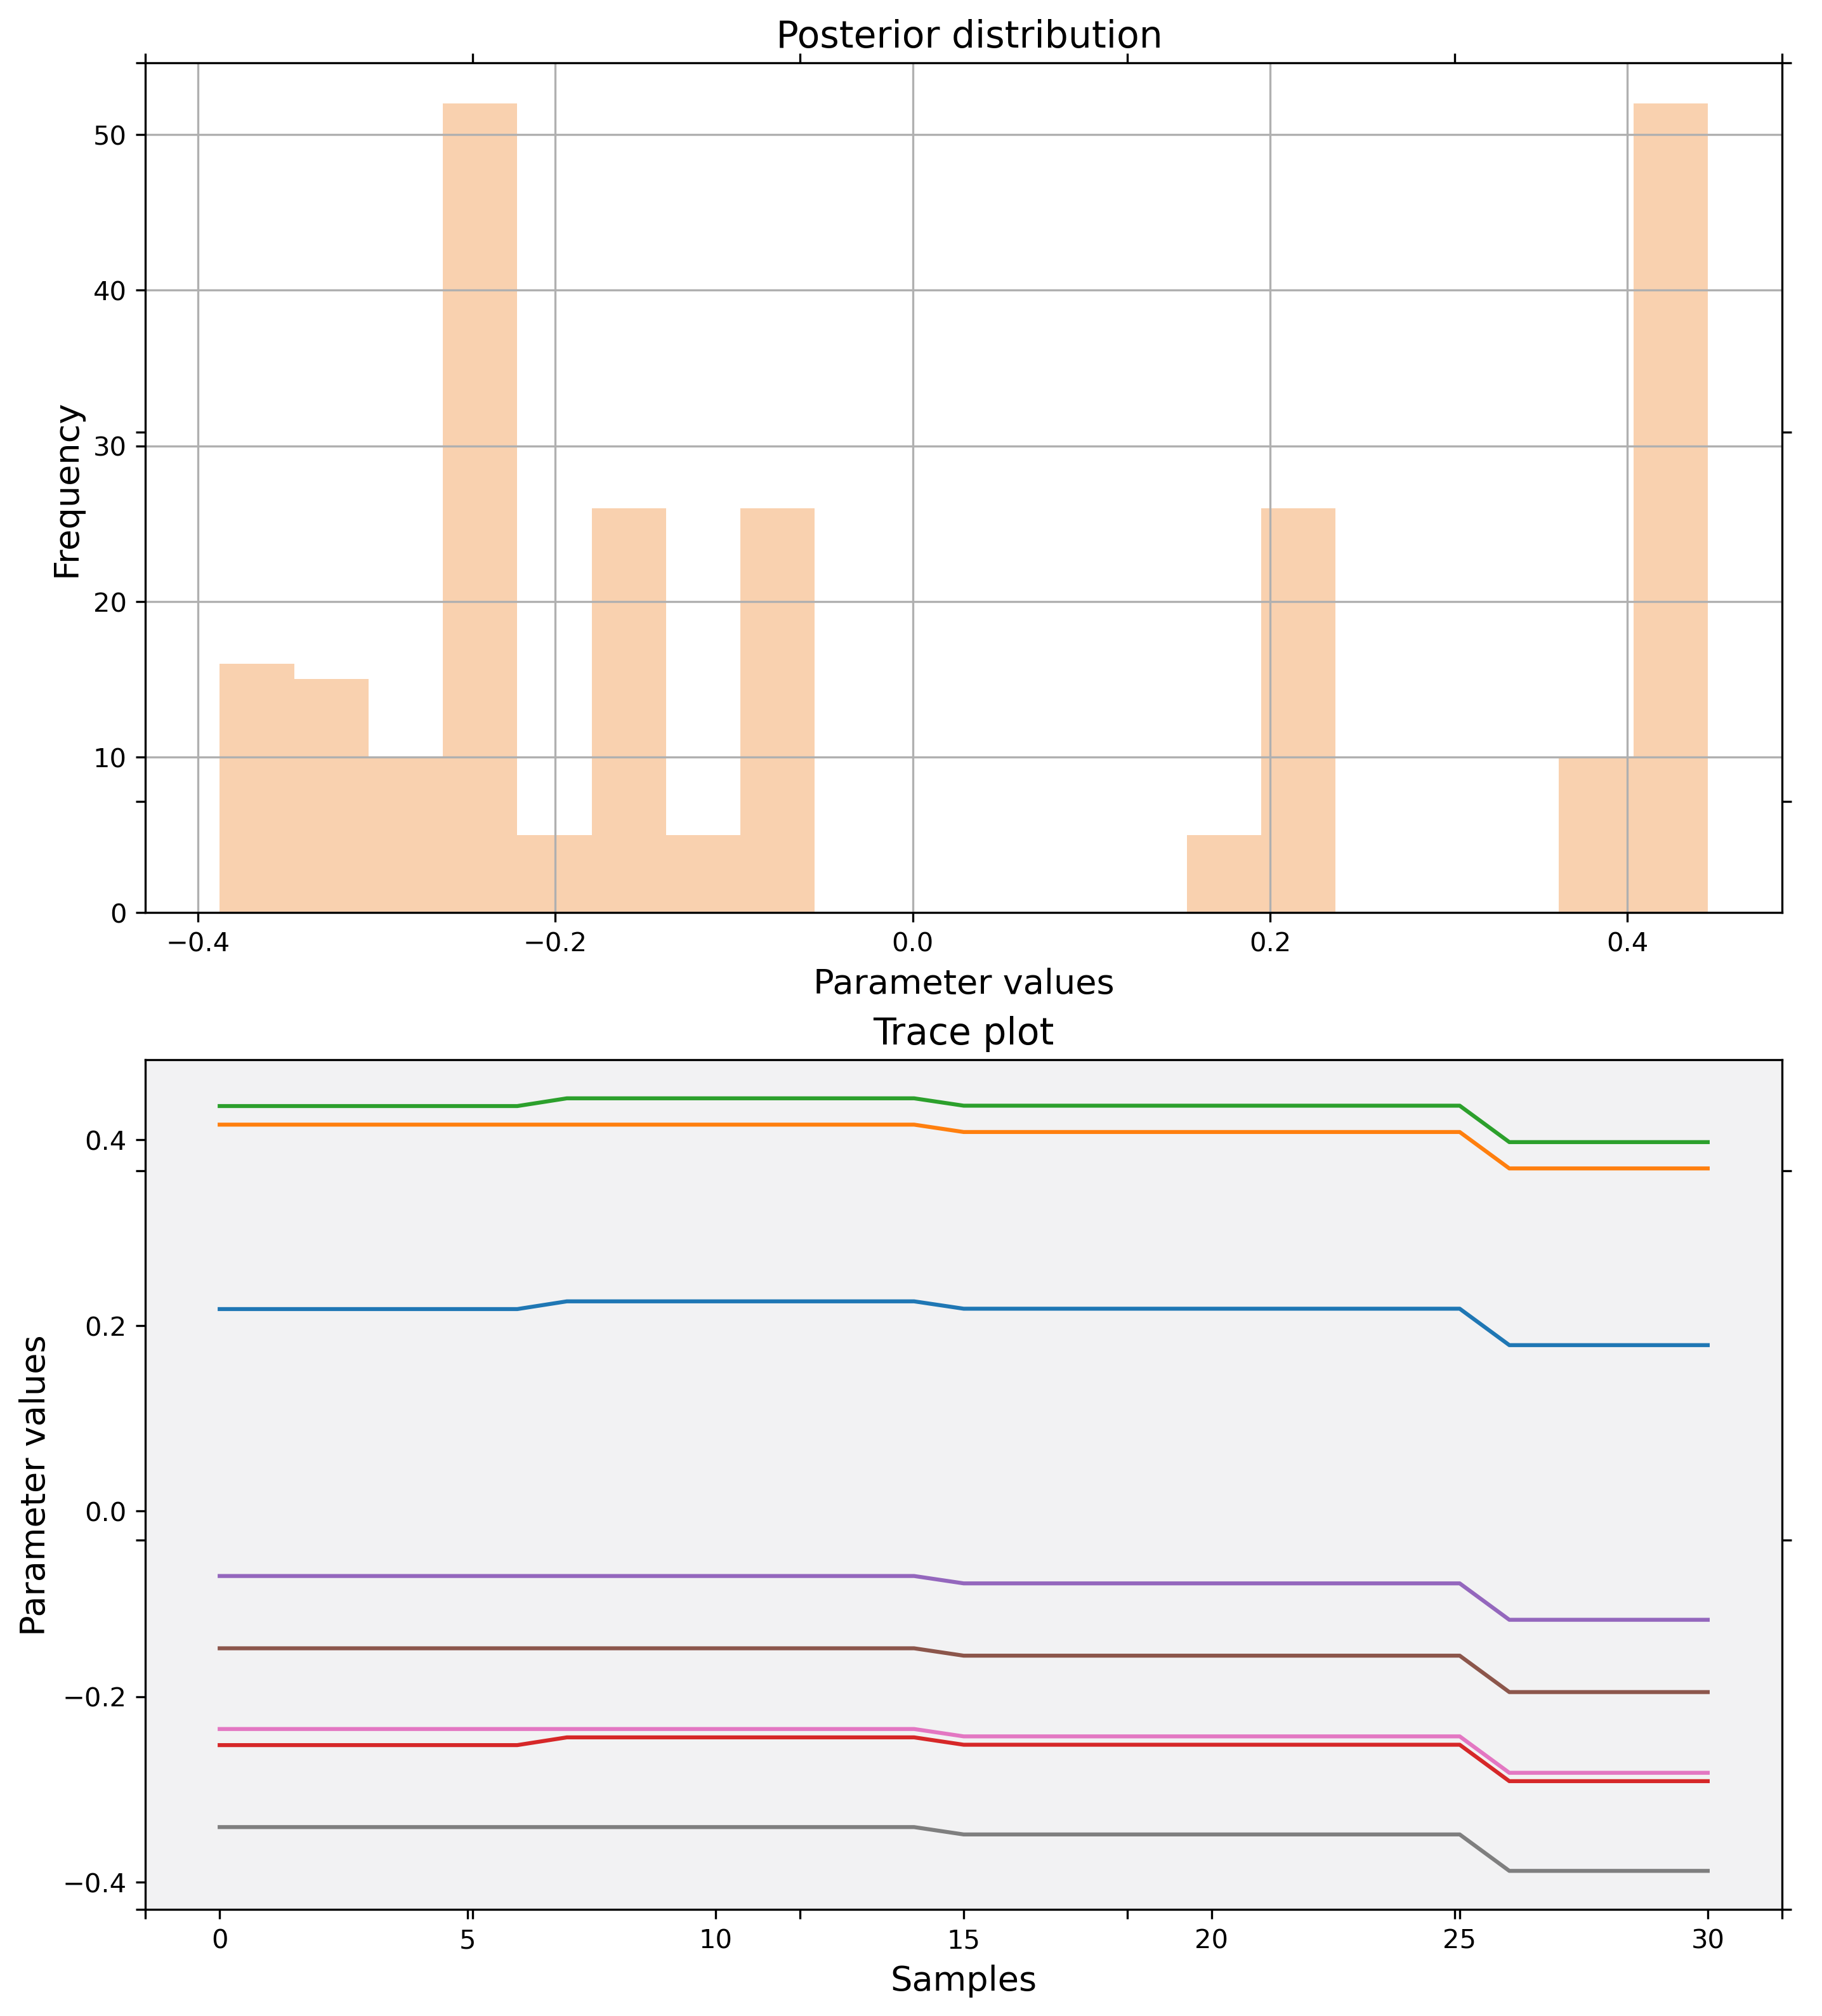 Posterior distribution
50
40
30
20
10
0
Frequency
−0.4 −0.2 0.0 0.2 0.4
Parameter values
Trace plot
0.4
0.2
0.0
−0.2
−0.4
Parameter values
0 5 10 15 20 25 30
Samples